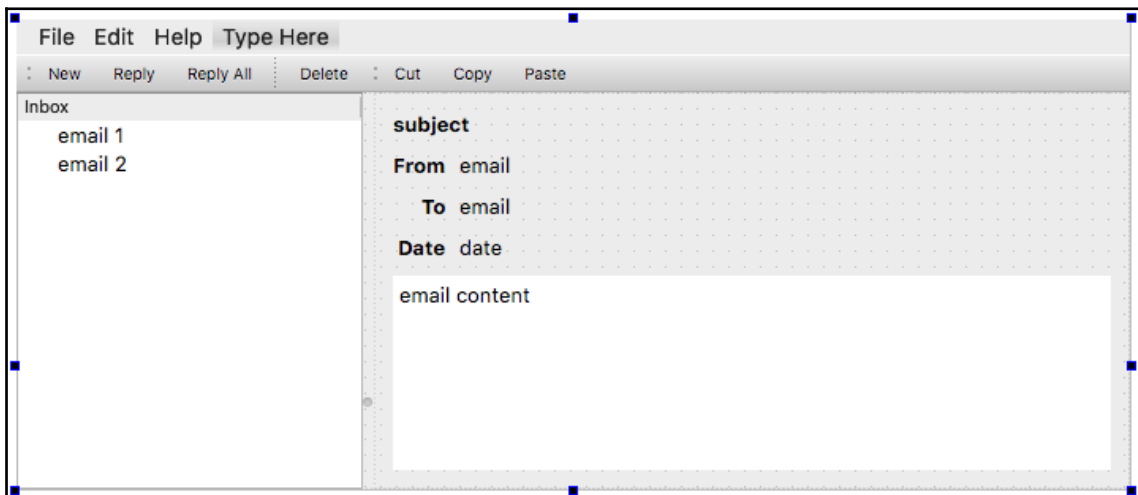 File Edit Help Type Here
New Reply Reply All Delete Cut Copy Paste
Inbox
email 1
email 2
subject
From email
To email
Date date
email content